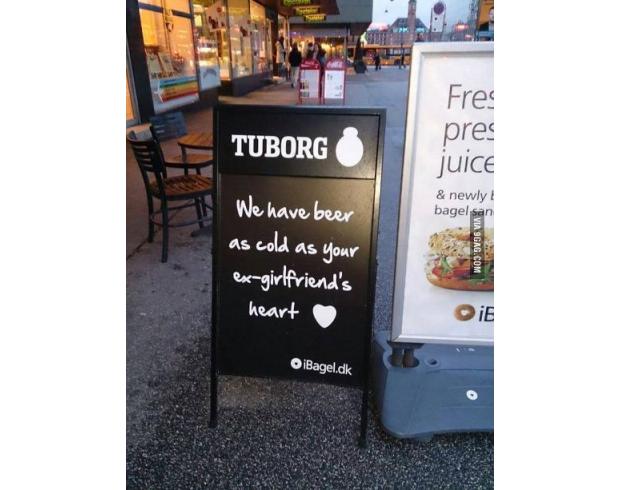 TUBORG
We have beer
as cold as your
ex-girlfriend's
heart
iBagel.dk
Fres
pres
juice
& newly b
bagel san
iB
VIA 9GAG.COM